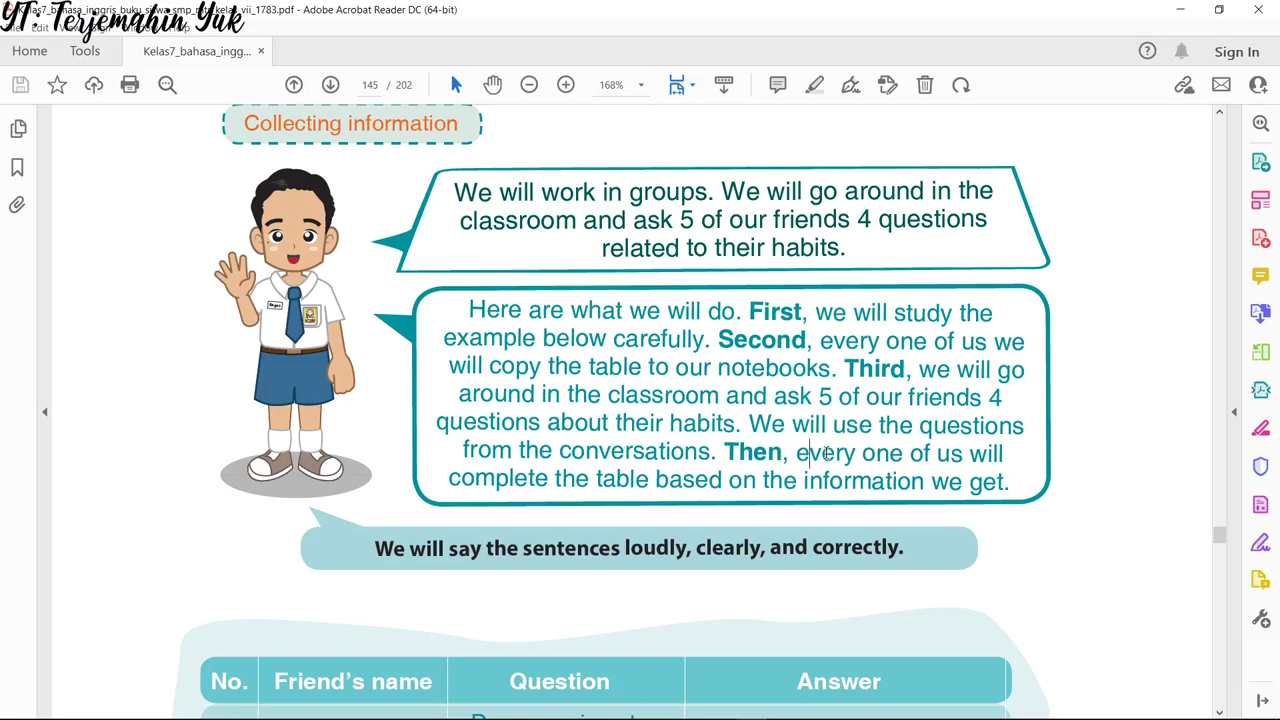 Kelas7_bahasa_inggris_buku_siswa_smp_mts_kelas_vii_1783.pdf - Adobe Acrobat Reader DC (64-bit)
YT: Terjemahin Yuk
Home Tools Kelas7_bahasa_ingg... × Sign In
145 / 202 168%
Collecting information
We will work in groups. We will go around in the
classroom and ask 5 of our friends 4 questions
related to their habits.
Here are what we will do. First, we will study the
example below carefully. Second, every one of us we
will copy the table to our notebooks. Third, we will go
around in the classroom and ask 5 of our friends 4
questions about their habits. We will use the questions
from the conversations. Then, every one of us will
complete the table based on the information we get.
We will say the sentences loudly, clearly, and correctly.
No. Friend's name Question Answer